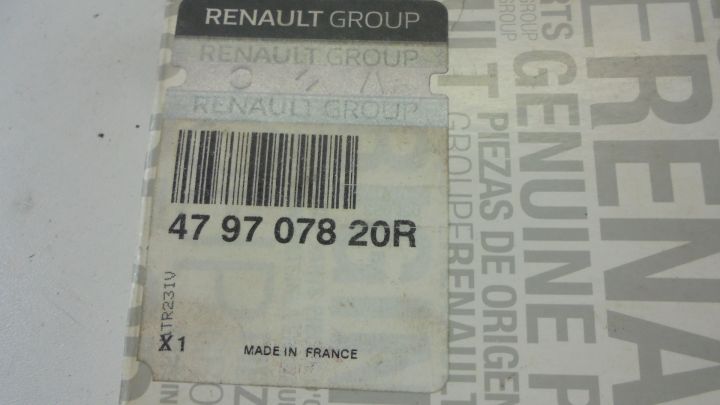 RENAULT GROUP
RENAULT GROUP
RENAULT GROUP
47 97 078 20R
X1
MADE IN FRANCE
GENUINE P
PIEZAS DE ORIGEN
GROUPE RENAULT